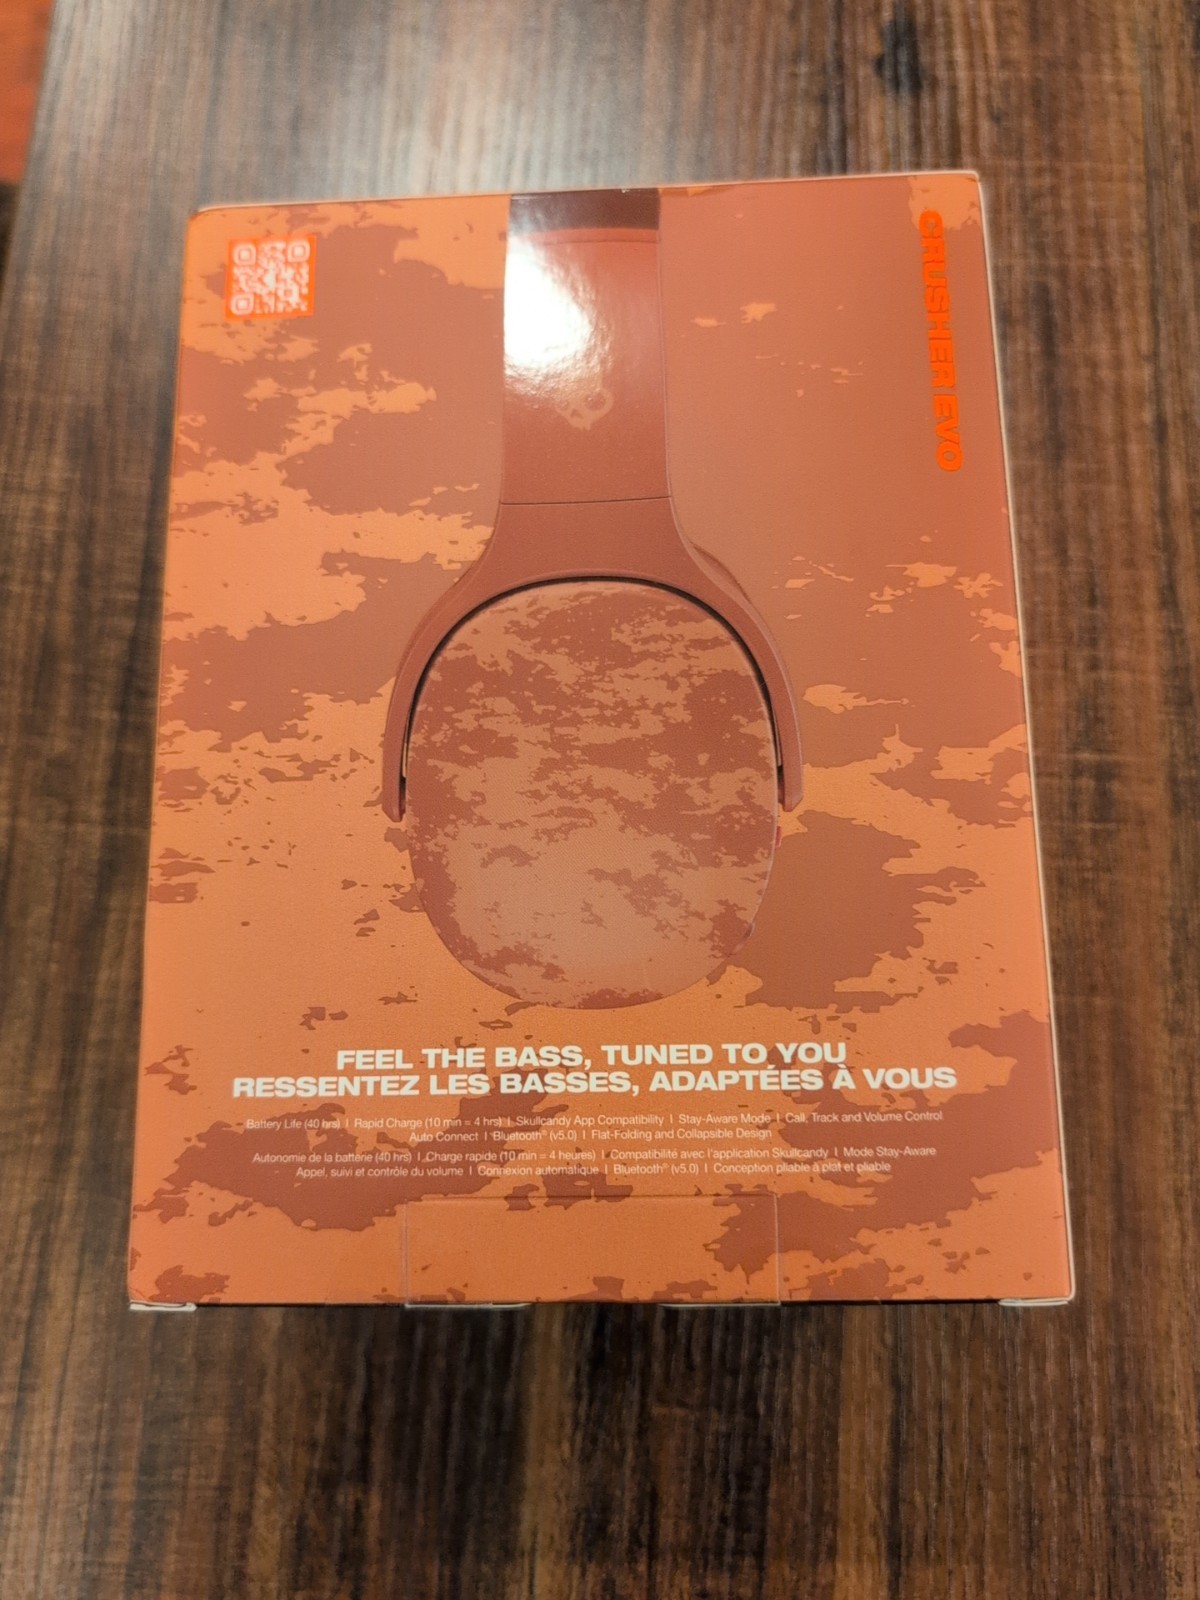 CRUSHER EVO
FEEL THE BASS, TUNED TO YOU
RESSENTEZ LES BASSES, ADAPTÉES À VOUS
Battery Life (40 hrs) | Rapid Charge (10 min = 4 hrs) | Skullcandy App Compatibility | Stay-Aware Mode | Call, Track and Volume Control
Auto Connect | Bluetooth® (v5.0) | Flat-Folding and Collapsible Design
Autonomie de la batterie (40 hrs) | Charge rapide (10 min = 4 heures) | Compatibilité avec l'application Skullcandy | Mode Stay-Aware
Appel, suivi et contrôle du volume | Connexion automatique | Bluetooth® (v5.0) | Conception pliable à plat et pliable